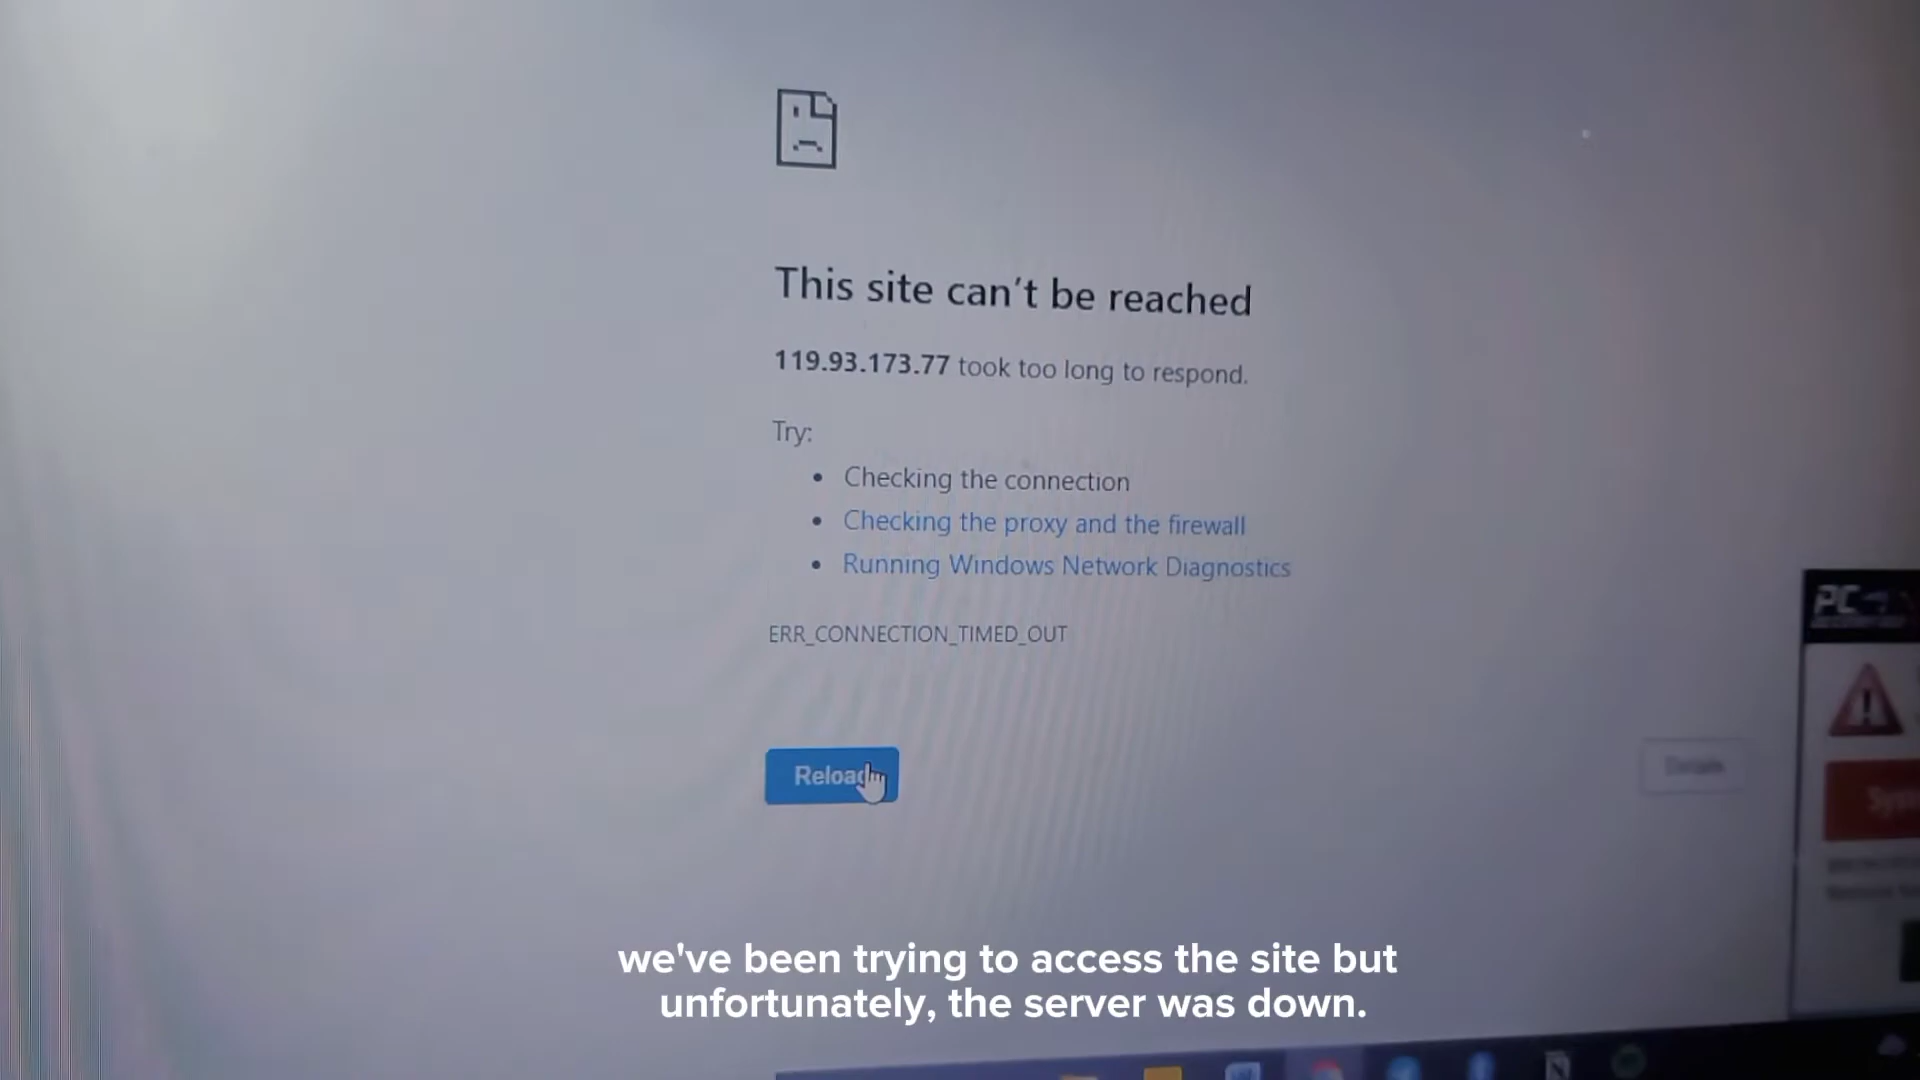 This site can't be reached
119.93.173.77 took too long to respond.
Try:
• Checking the connection
• Checking the proxy and the firewall
• Running Windows Network Diagnostics
ERR_CONNECTION_TIMED_OUT
Reload
Details
PC
we've been trying to access the site but
unfortunately, the server was down.